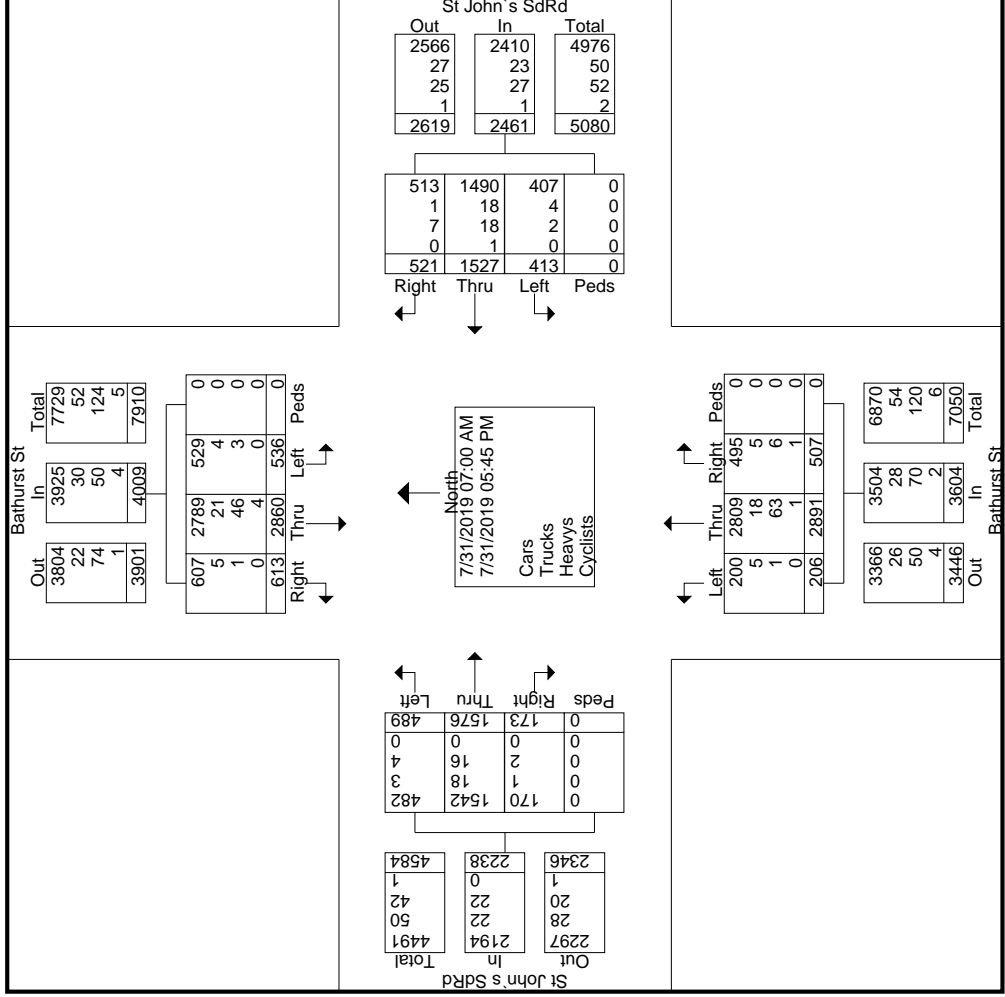 St John`s SdRd
Out In Total
2566 2410 4976
27 23 50
25 27 52
1 1 2
2619 2461 5080
513 1490 407 0
1 18 4 0
7 18 2 0
0 1 0 0
521 1527 413 0
Right Thru Left Peds
Bathurst St
Out In Total
3804 3925 7729
22 30 52
74 50 124
1 4 5
3901 4009 7910
607 2789 529 0
5 21 4 0
1 46 3 0
0 4 0 0
613 2860 536 0
Right Thru Left Peds
North
7/31/2019 07:00 AM
7/31/2019 05:45 PM
Cars
Trucks
Heavys
Cyclists
Left Thru Right Peds
200 2809 495 0
5 18 5 0
1 63 6 0
0 1 1 0
206 2891 507 0
3366 3504 6870
26 28 54
50 70 120
4 2 6
3446 3604 7050
Out In Total
Bathurst St
Left Thru Right Peds
489 1576 173 0
0 0 0 0
4 16 2 0
3 18 1 0
482 1542 170 0
4584 2238 2346
1 0 1
42 22 20
50 22 28
4491 2194 2297
Total In Out
St John`s SdRd